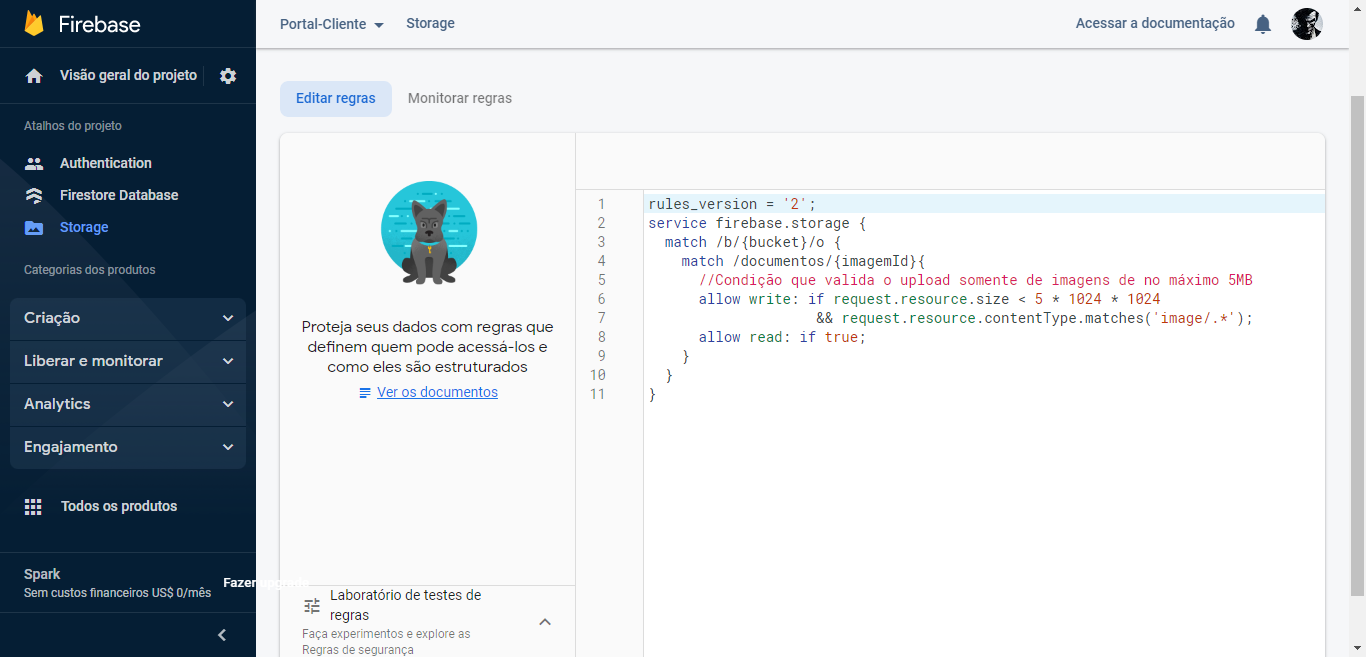 Firebase
Portal-Cliente
Storage
Acessar a documentação
Visão geral do projeto
Atalhos do projeto
Authentication
Firestore Database
Storage
Categorias dos produtos
Criação
Liberar e monitorar
Analytics
Engajamento
Todos os produtos
Spark
Sem custos financeiros US$ 0/mês
Fazer upgrade
Editar regras
Monitorar regras
Proteja seus dados com regras que
definem quem pode acessá-los e
como eles são estruturados
Ver os documentos
Laboratório de testes de
regras
Faça experimentos e explore as
Regras de segurança
1 rules_version = '2';
2 service firebase.storage {
3 match /b/{bucket}/o {
4 match /documentos/{imagemId}{
5 //Condição que valida o upload somente de imagens de no máximo 5MB
6 allow write: if request.resource.size < 5 * 1024 * 1024
7 && request.resource.contentType.matches('image/.*');
8 allow read: if true;
9 }
10 }
11 }